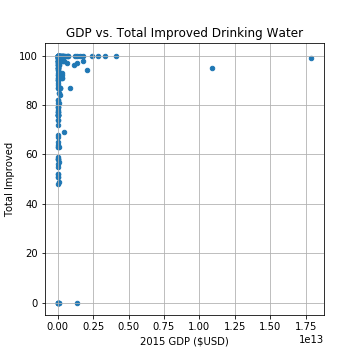 GDP vs. Total Improved Drinking Water
100
80
60
40
20
0
Total Improved
0.00 0.25 0.50 0.75 1.00 1.25 1.50 1.75
1e13
2015 GDP ($USD)